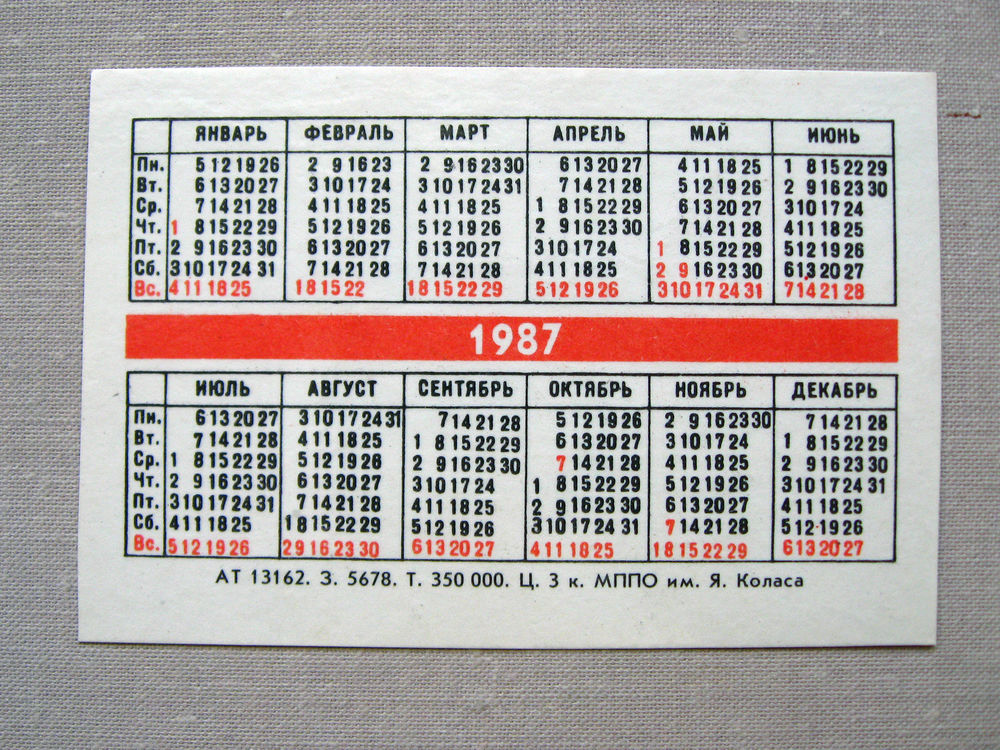 ЯНВАРЬ ФЕВРАЛЬ МАРТ АПРЕЛЬ МАЙ ИЮНЬ
Пн. 5 12 19 26 2 9 16 23 2 9 16 23 30 6 13 20 27 4 11 18 25 1 8 15 22 29
Вт. 6 13 20 27 3 10 17 24 3 10 17 24 31 7 14 21 28 5 12 19 26 2 9 16 23 30
Ср. 7 14 21 28 4 11 18 25 4 11 18 25 1 8 15 22 29 6 13 20 27 3 10 17 24
Чт. 1 8 15 22 29 5 12 19 26 5 12 19 26 2 9 16 23 30 7 14 21 28 4 11 18 25
Пт. 2 9 16 23 30 6 13 20 27 6 13 20 27 3 10 17 24 1 8 15 22 29 5 12 19 26
Сб. 3 10 17 24 31 7 14 21 28 7 14 21 28 4 11 18 25 2 9 16 23 30 6 13 20 27
Вс. 4 11 18 25 1 8 15 22 1 8 15 22 29 5 12 19 26 3 10 17 24 31 7 14 21 28
1987
ИЮЛЬ АВГУСТ СЕНТЯБРЬ ОКТЯБРЬ НОЯБРЬ ДЕКАБРЬ
Пн. 6 13 20 27 3 10 17 24 31 7 14 21 28 5 12 19 26 2 9 16 23 30 7 14 21 28
Вт. 7 14 21 28 4 11 18 25 1 8 15 22 29 6 13 20 27 3 10 17 24 1 8 15 22 29
Ср. 1 8 15 22 29 5 12 19 26 2 9 16 23 30 7 14 21 28 4 11 18 25 2 9 16 23 30
Чт. 2 9 16 23 30 6 13 20 27 3 10 17 24 1 8 15 22 29 5 12 19 26 3 10 17 24 31
Пт. 3 10 17 24 31 7 14 21 28 4 11 18 25 2 9 16 23 30 6 13 20 27 4 11 18 25
Сб. 4 11 18 25 1 8 15 22 29 5 12 19 26 3 10 17 24 31 7 14 21 28 5 12 19 26
Вс. 5 12 19 26 2 9 16 23 30 6 13 20 27 4 11 18 25 1 8 15 22 29 6 13 20 27
АТ 13162. З. 5678. Т. 350 000. Ц. 3 к. МППО им. Я. Коласа